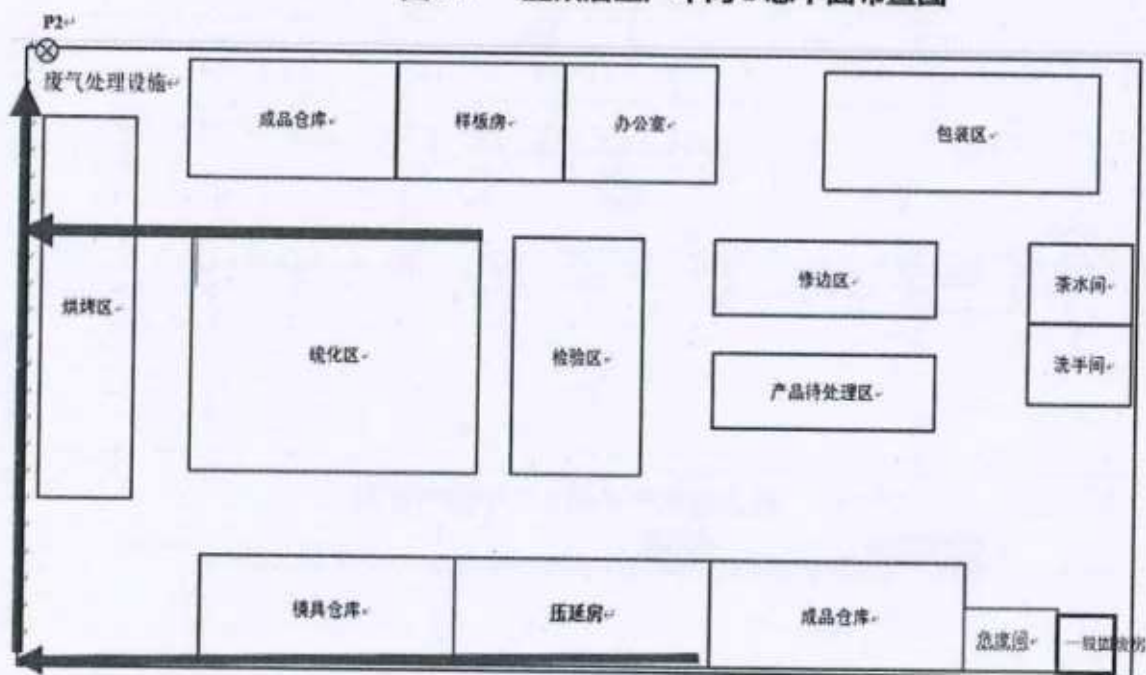 P2
废气处理设施
成品仓库
样板房
办公室
包装区
修边区
茶水间
烘烤区
硫化区
检验区
洗手间
产品待处理区
模具仓库
压延房
成品仓库
危废间
一般固废房